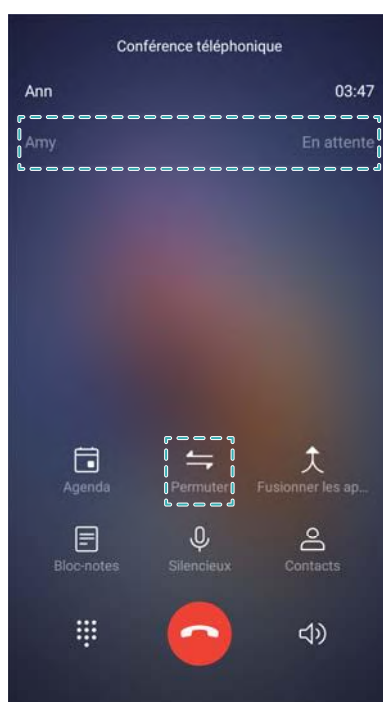 Conférence téléphonique
Ann 03:47
Amy En attente
Agenda Permuter Fusionner les ap...
Bloc-notes Silencieux Contacts